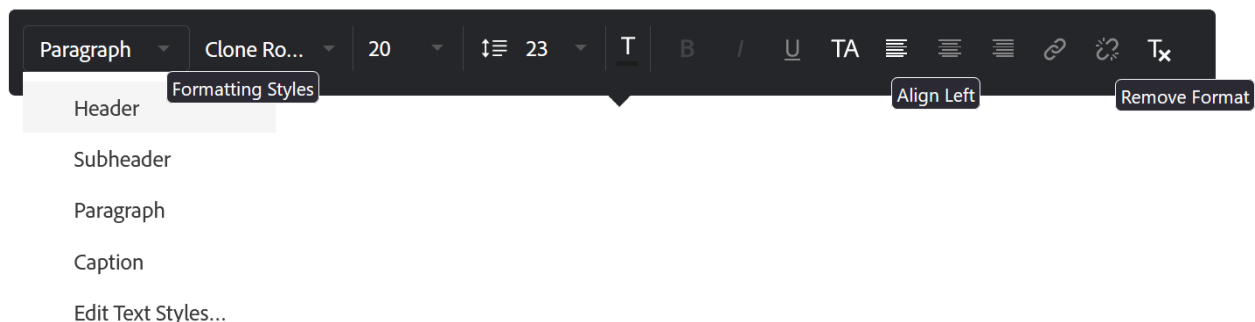 Paragraph Clone Ro... 20 23 T B I U TA Tx
Formatting Styles Align Left Remove Format
Header
Subheader
Paragraph
Caption
Edit Text Styles...